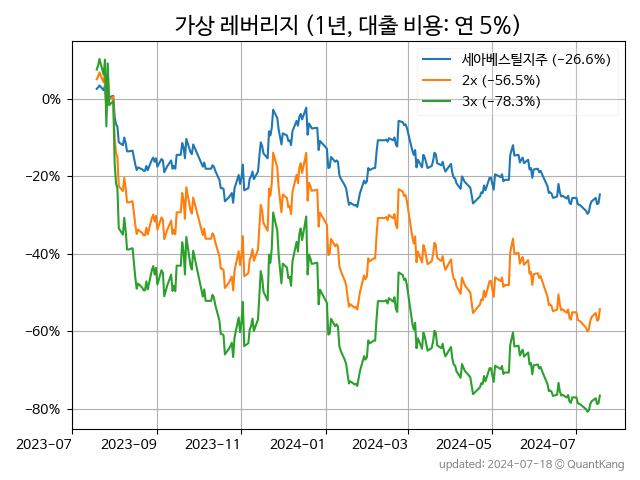 가상 레버리지 (1년, 대출 비용: 연 5%)
세아베스틸지주 (−26.6%)
2x (−56.5%)
3x (−78.3%)
0%
−20%
−40%
−60%
−80%
2023-07 2023-09 2023-11 2024-01 2024-03 2024-05 2024-07
updated: 2024-07-18 © QuantKang